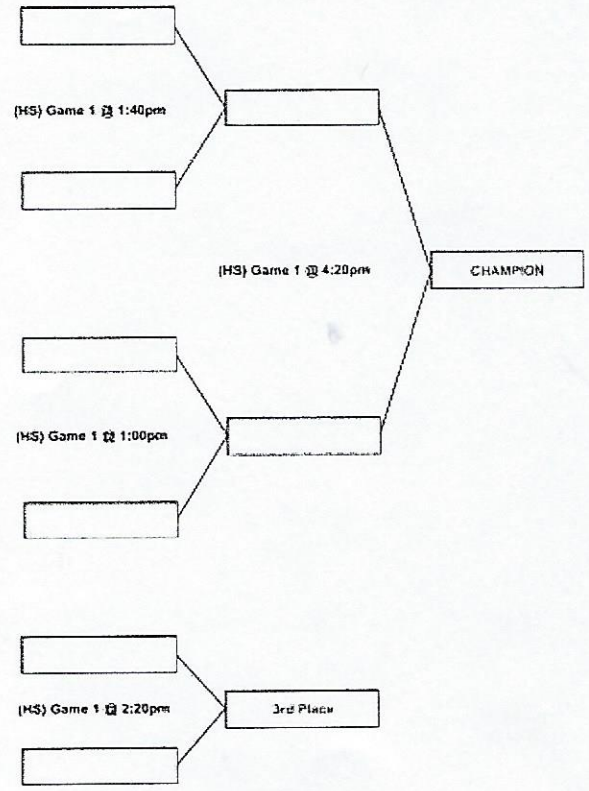 (HS) Game 1 @ 1:40pm
(HS) Game 1 @ 4:20pm
CHAMPION
(HS) Game 1 @ 1:00pm
(HS) Game 1 @ 2:20pm
3rd Place